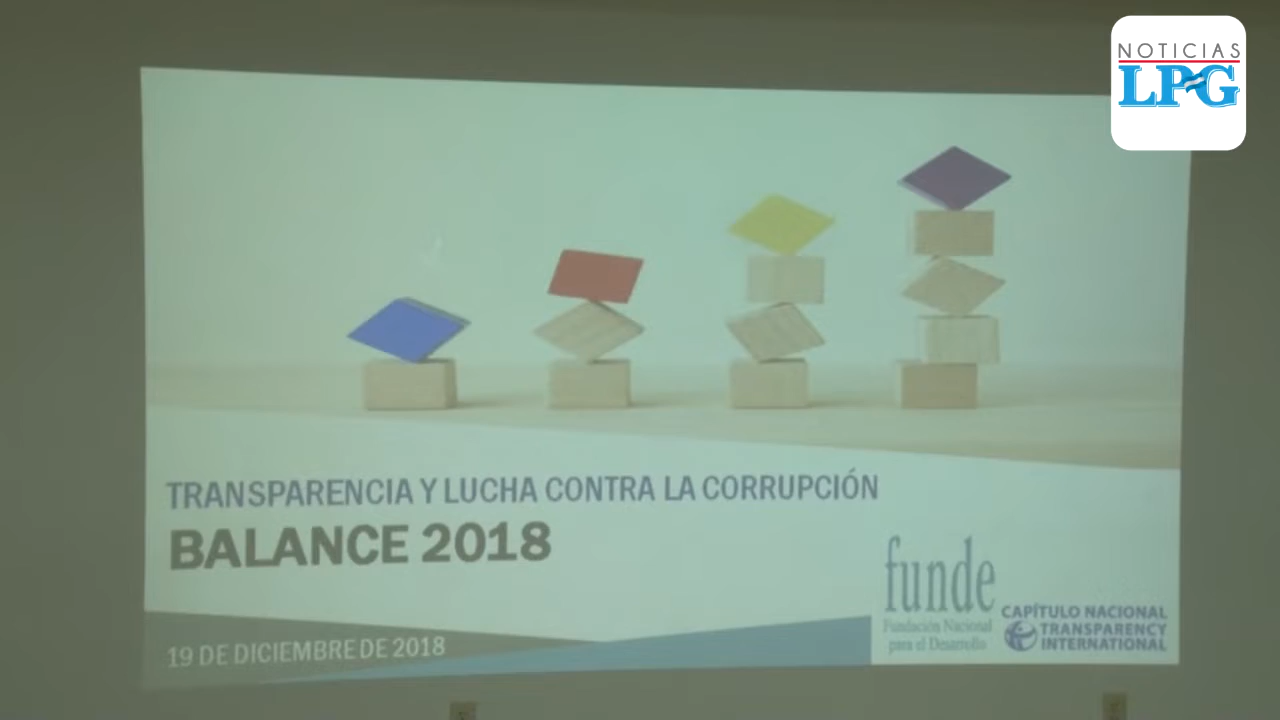 NOTICIAS
LPG
TRANSPARENCIA Y LUCHA CONTRA LA CORRUPCIÓN
BALANCE 2018
19 DE DICIEMBRE DE 2018
funde
Fundación Nacional
para el Desarrollo
CAPÍTULO NACIONAL
TRANSPARENCY
INTERNATIONAL